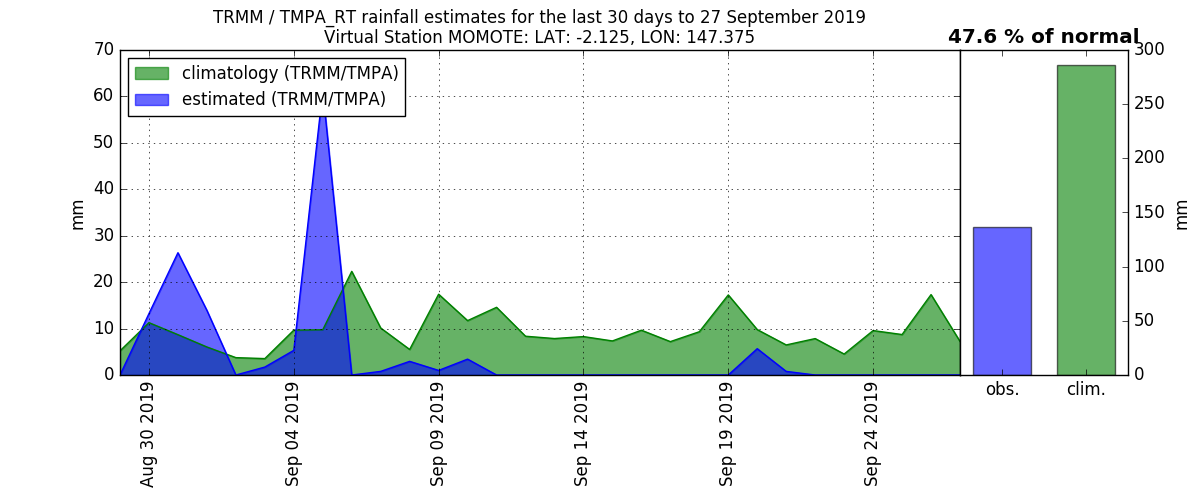 TRMM / TMPA_RT rainfall estimates for the last 30 days to 27 September 2019
Virtual Station MOMOTE: LAT: -2.125, LON: 147.375
47.6 % of normal
climatology (TRMM/TMPA)
estimated (TRMM/TMPA)
70
60
50
40
30
20
10
0
mm
Aug 30 2019
Sep 04 2019
Sep 09 2019
Sep 14 2019
Sep 19 2019
Sep 24 2019
300
250
200
150
100
50
0
mm
obs.
clim.